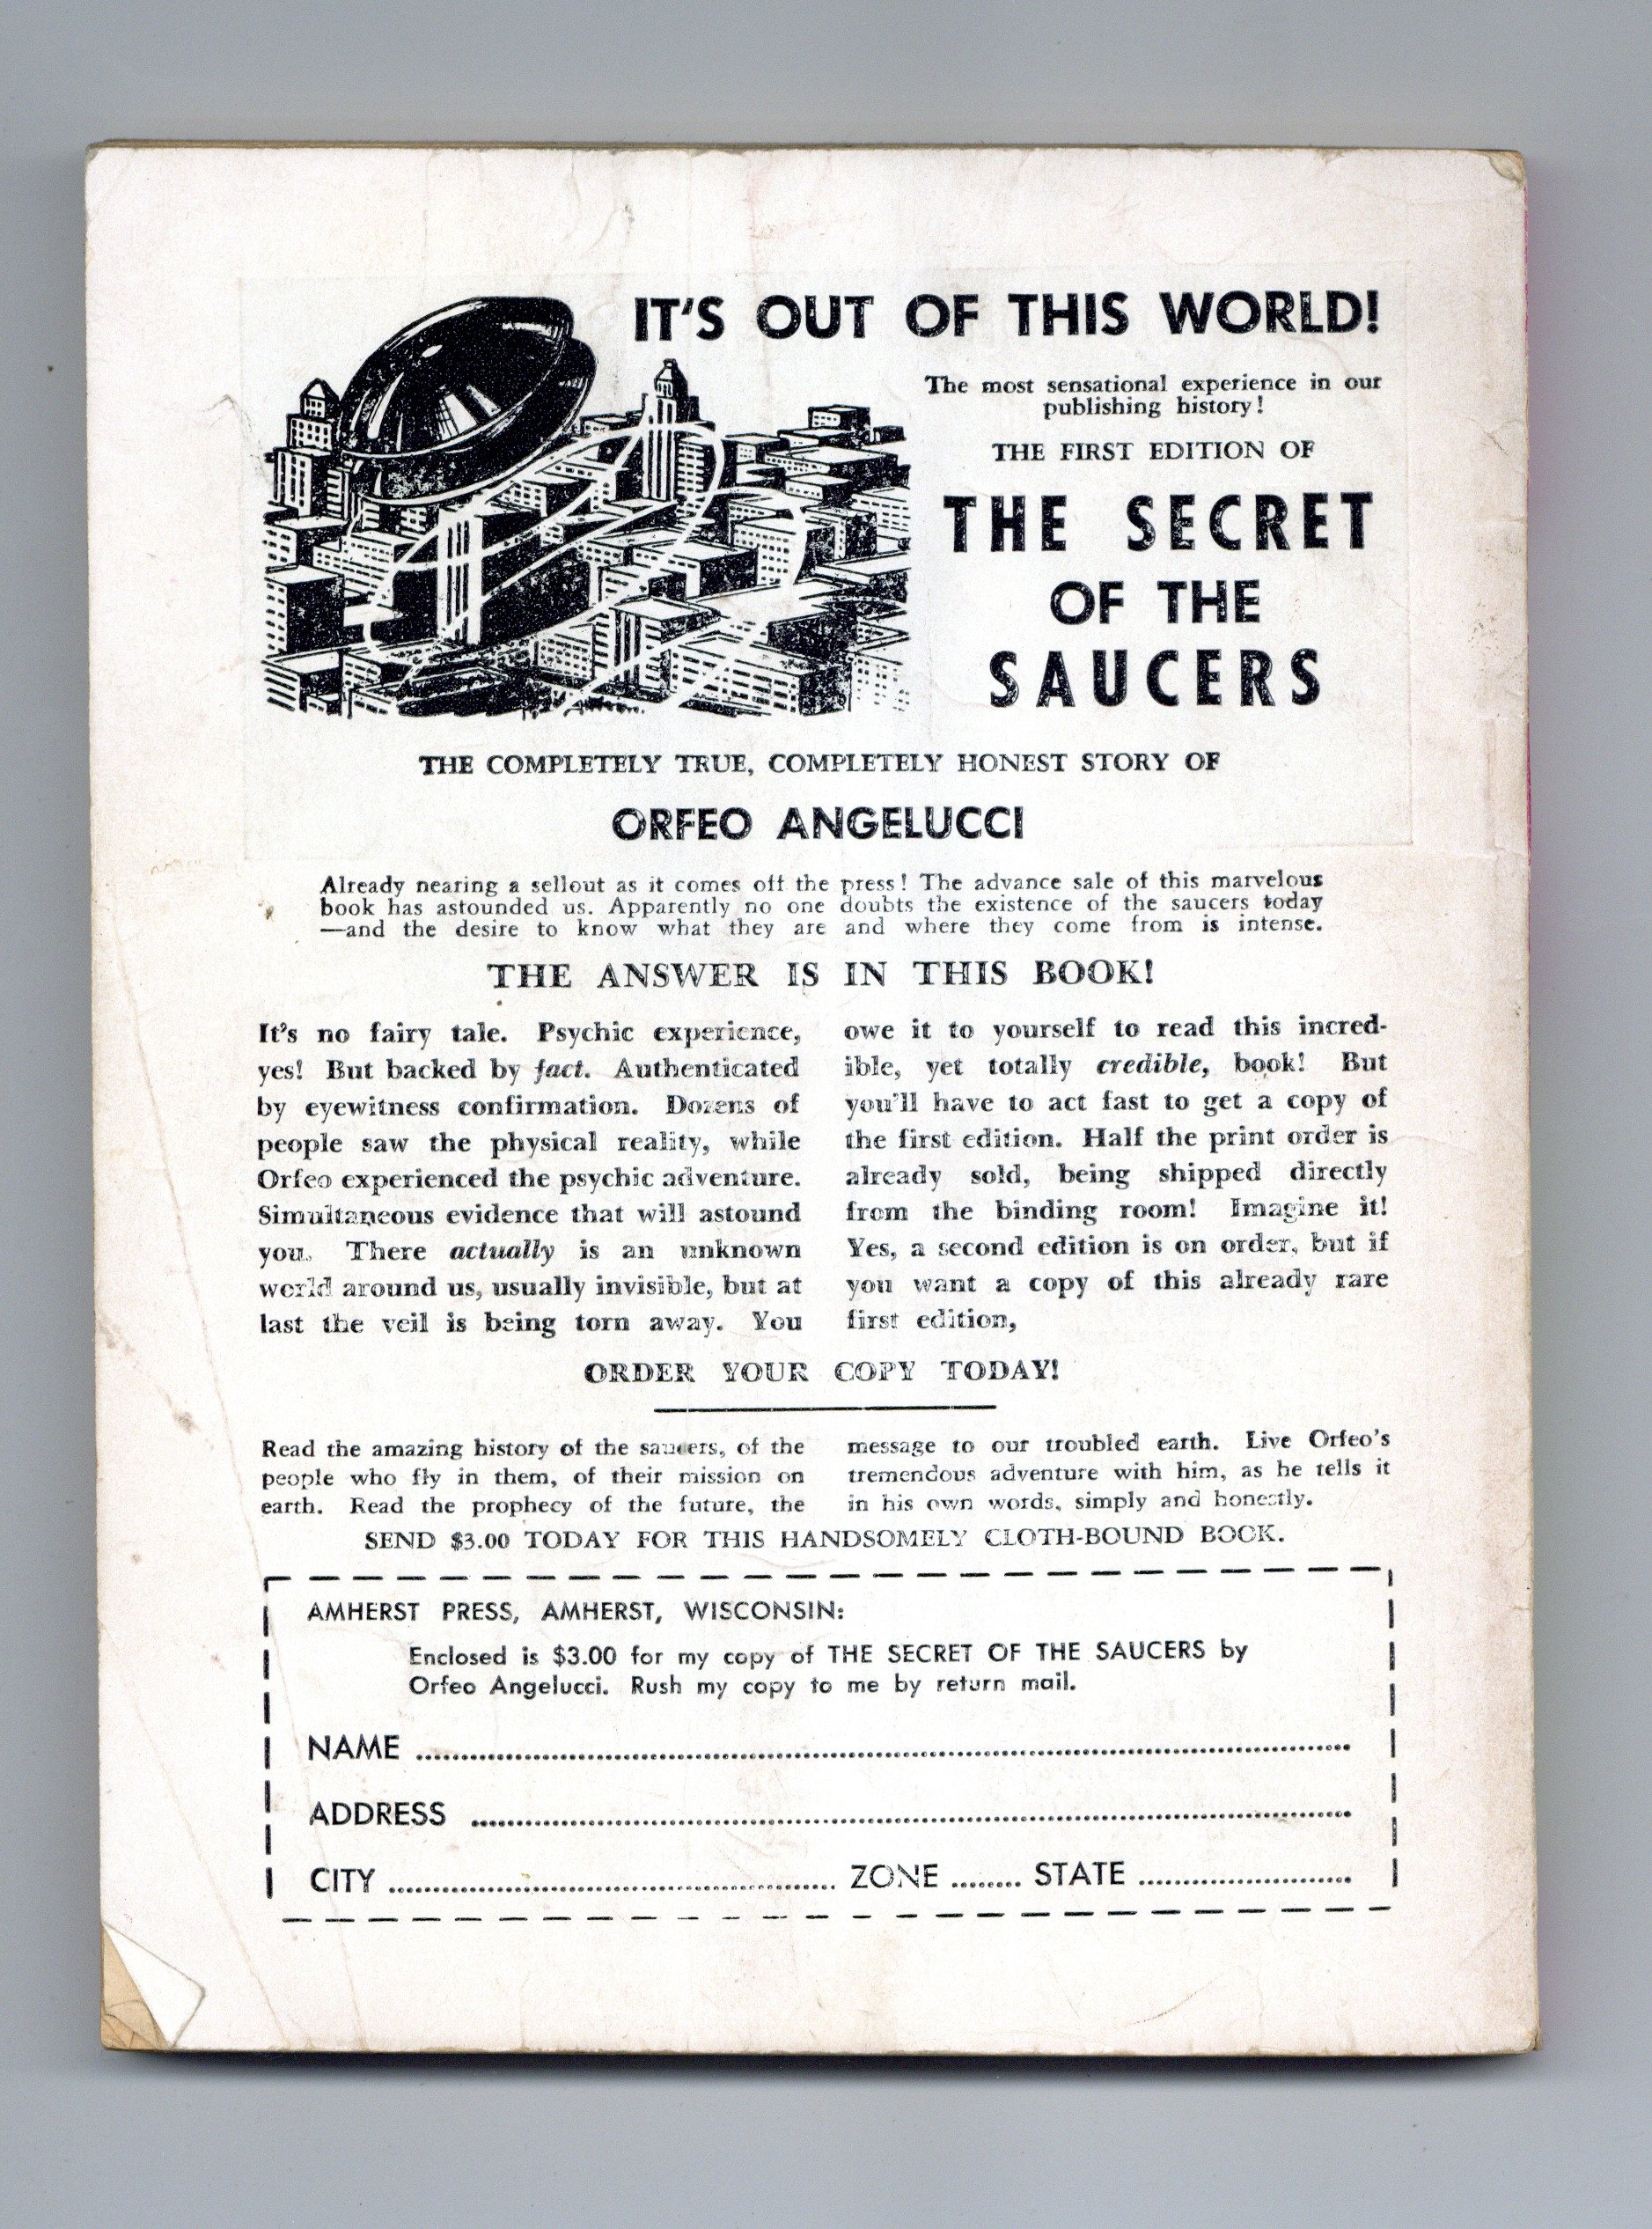 IT'S OUT OF THIS WORLD!
The most sensational experience in our
publishing history!
THE FIRST EDITION OF
THE SECRET
OF THE
SAUCERS
THE COMPLETELY TRUE, COMPLETELY HONEST STORY OF
ORFEO ANGELUCCI
Already nearing a sellout as it comes off the press! The advance sale of this marvelous
book has astounded us. Apparently no one doubts the existence of the saucers today
—and the desire to know what they are and where they come from is intense.
THE ANSWER IS IN THIS BOOK!
It's no fairy tale. Psychic experience,
yes! But backed by fact. Authenticated
by eyewitness confirmation. Dozens of
people saw the physical reality, while
Orfeo experienced the psychic adventure.
Simultaneous evidence that will astound
you. There actually is an unknown
world around us, usually invisible, but at
last the veil is being torn away. You
owe it to yourself to read this incred-
ible, yet totally credible, book! But
you'll have to act fast to get a copy of
the first edition. Half the print order is
already sold, being shipped directly
from the binding room! Imagine it!
Yes, a second edition is on order, but if
you want a copy of this already rare
first edition,
ORDER YOUR COPY TODAY!
Read the amazing history of the saucers, of the
people who fly in them, of their mission on
earth. Read the prophecy of the future, the
message to our troubled earth. Live Orfeo's
tremendous adventure with him, as he tells it
in his own words, simply and honestly.
SEND $3.00 TODAY FOR THIS HANDSOMELY CLOTH-BOUND BOOK.
AMHERST PRESS, AMHERST, WISCONSIN:
Enclosed is $3.00 for my copy of THE SECRET OF THE SAUCERS by
Orfeo Angelucci. Rush my copy to me by return mail.
NAME
ADDRESS
CITY ZONE STATE